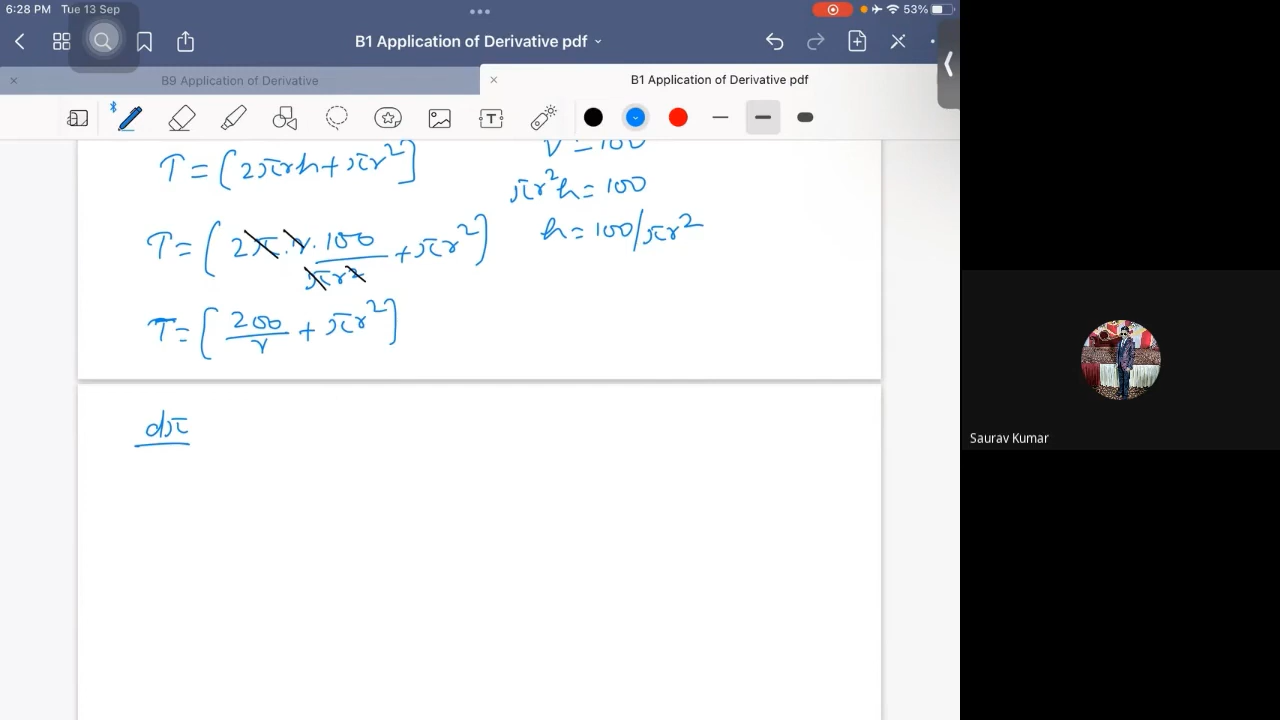 6:28 PM Tue 13 Sep
53%
B1 Application of Derivative pdf
B9 Application of Derivative
B1 Application of Derivative pdf
T = (2πrh + πr²]
V = 100
πr²h = 100
h = 100/πr²
T = (2π.r.100/πr² + πr²]
T = [200/r + πr²]
dπ
Saurav Kumar